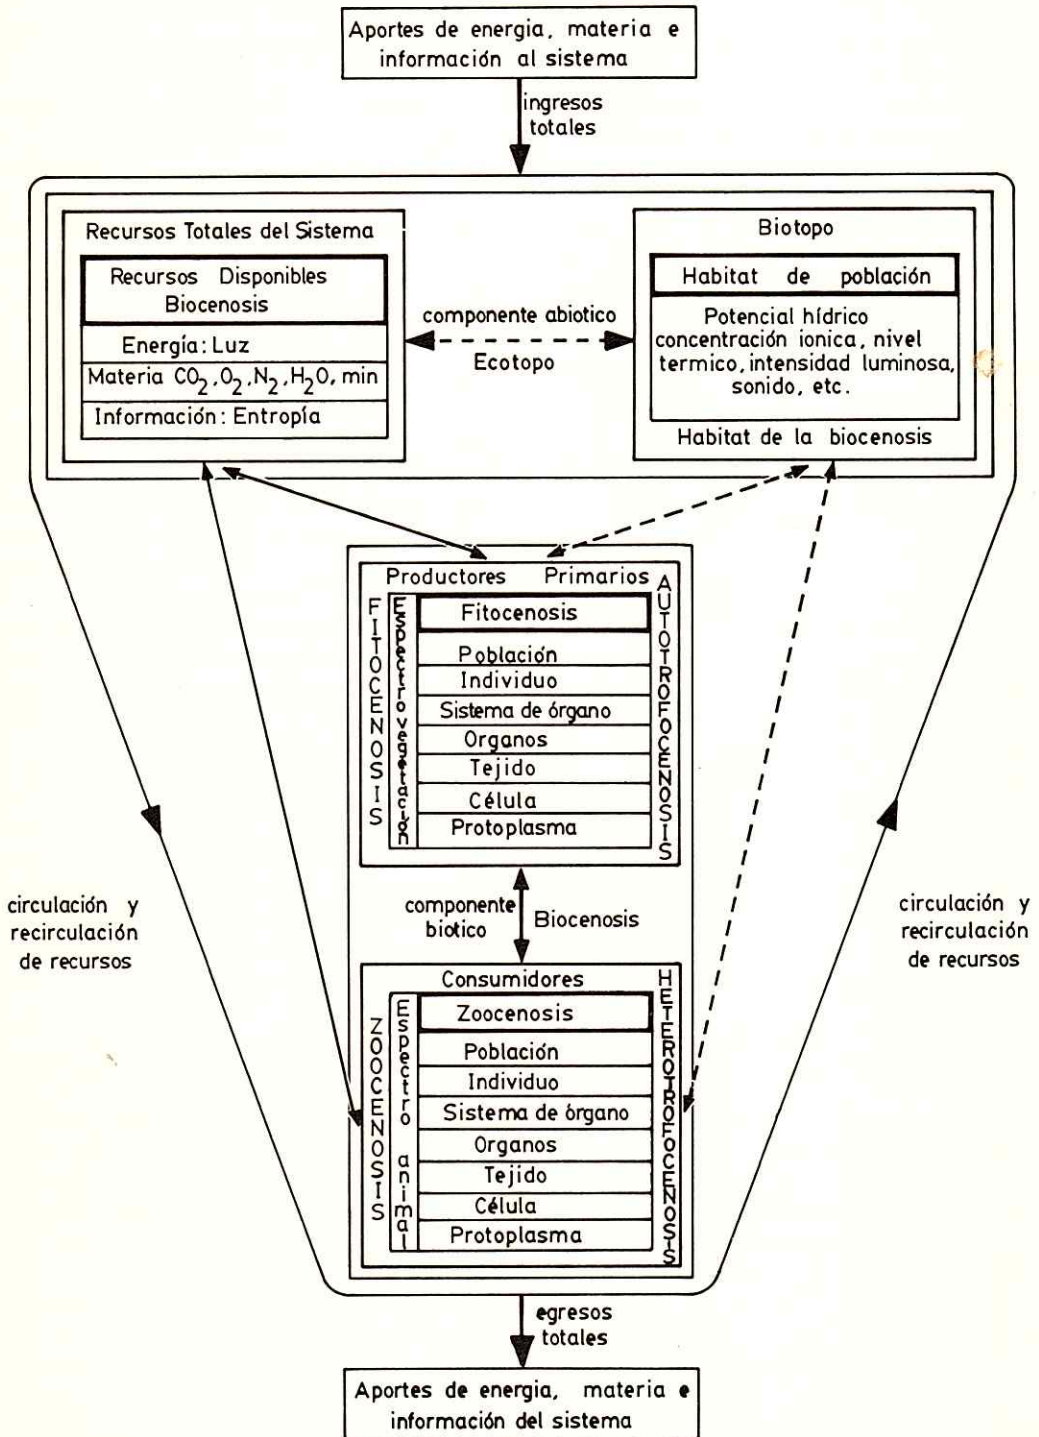 Aportes de energia, materia e
información al sistema
ingresos
totales
Recursos Totales del Sistema
Recursos Disponibles
Biocenosis
Energía: Luz
Materia CO2, O2, N2, H2O, min
Información: Entropía
componente abiotico
Ecotopo
Biotopo
Habitat de población
Potencial hídrico
concentración ionica, nivel
termico, intensidad luminosa,
sonido, etc.
Habitat de la biocenosis
Productores Primarios
FITOCENOSIS
Espectro vegetación
Fitocenosis
Población
Individuo
Sistema de órgano
Organos
Tejido
Célula
Protoplasma
AUTOTROFOCENOSIS
circulación y
recirculación
de recursos
componente
biotico
Biocenosis
circulación y
recirculación
de recursos
Consumidores
ZOOCENOSIS
Espectro animal
Zoocenosis
Población
Individuo
Sistema de órgano
Organos
Tejido
Célula
Protoplasma
HETEROTROFOCENOSIS
egresos
totales
Aportes de energia, materia e
información del sistema